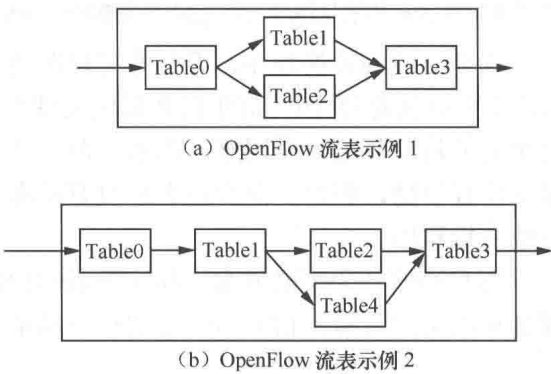 Table0
Table1
Table2
Table3
(a) OpenFlow 流表示例 1
Table0
Table1
Table2
Table3
Table4
(b) OpenFlow 流表示例 2